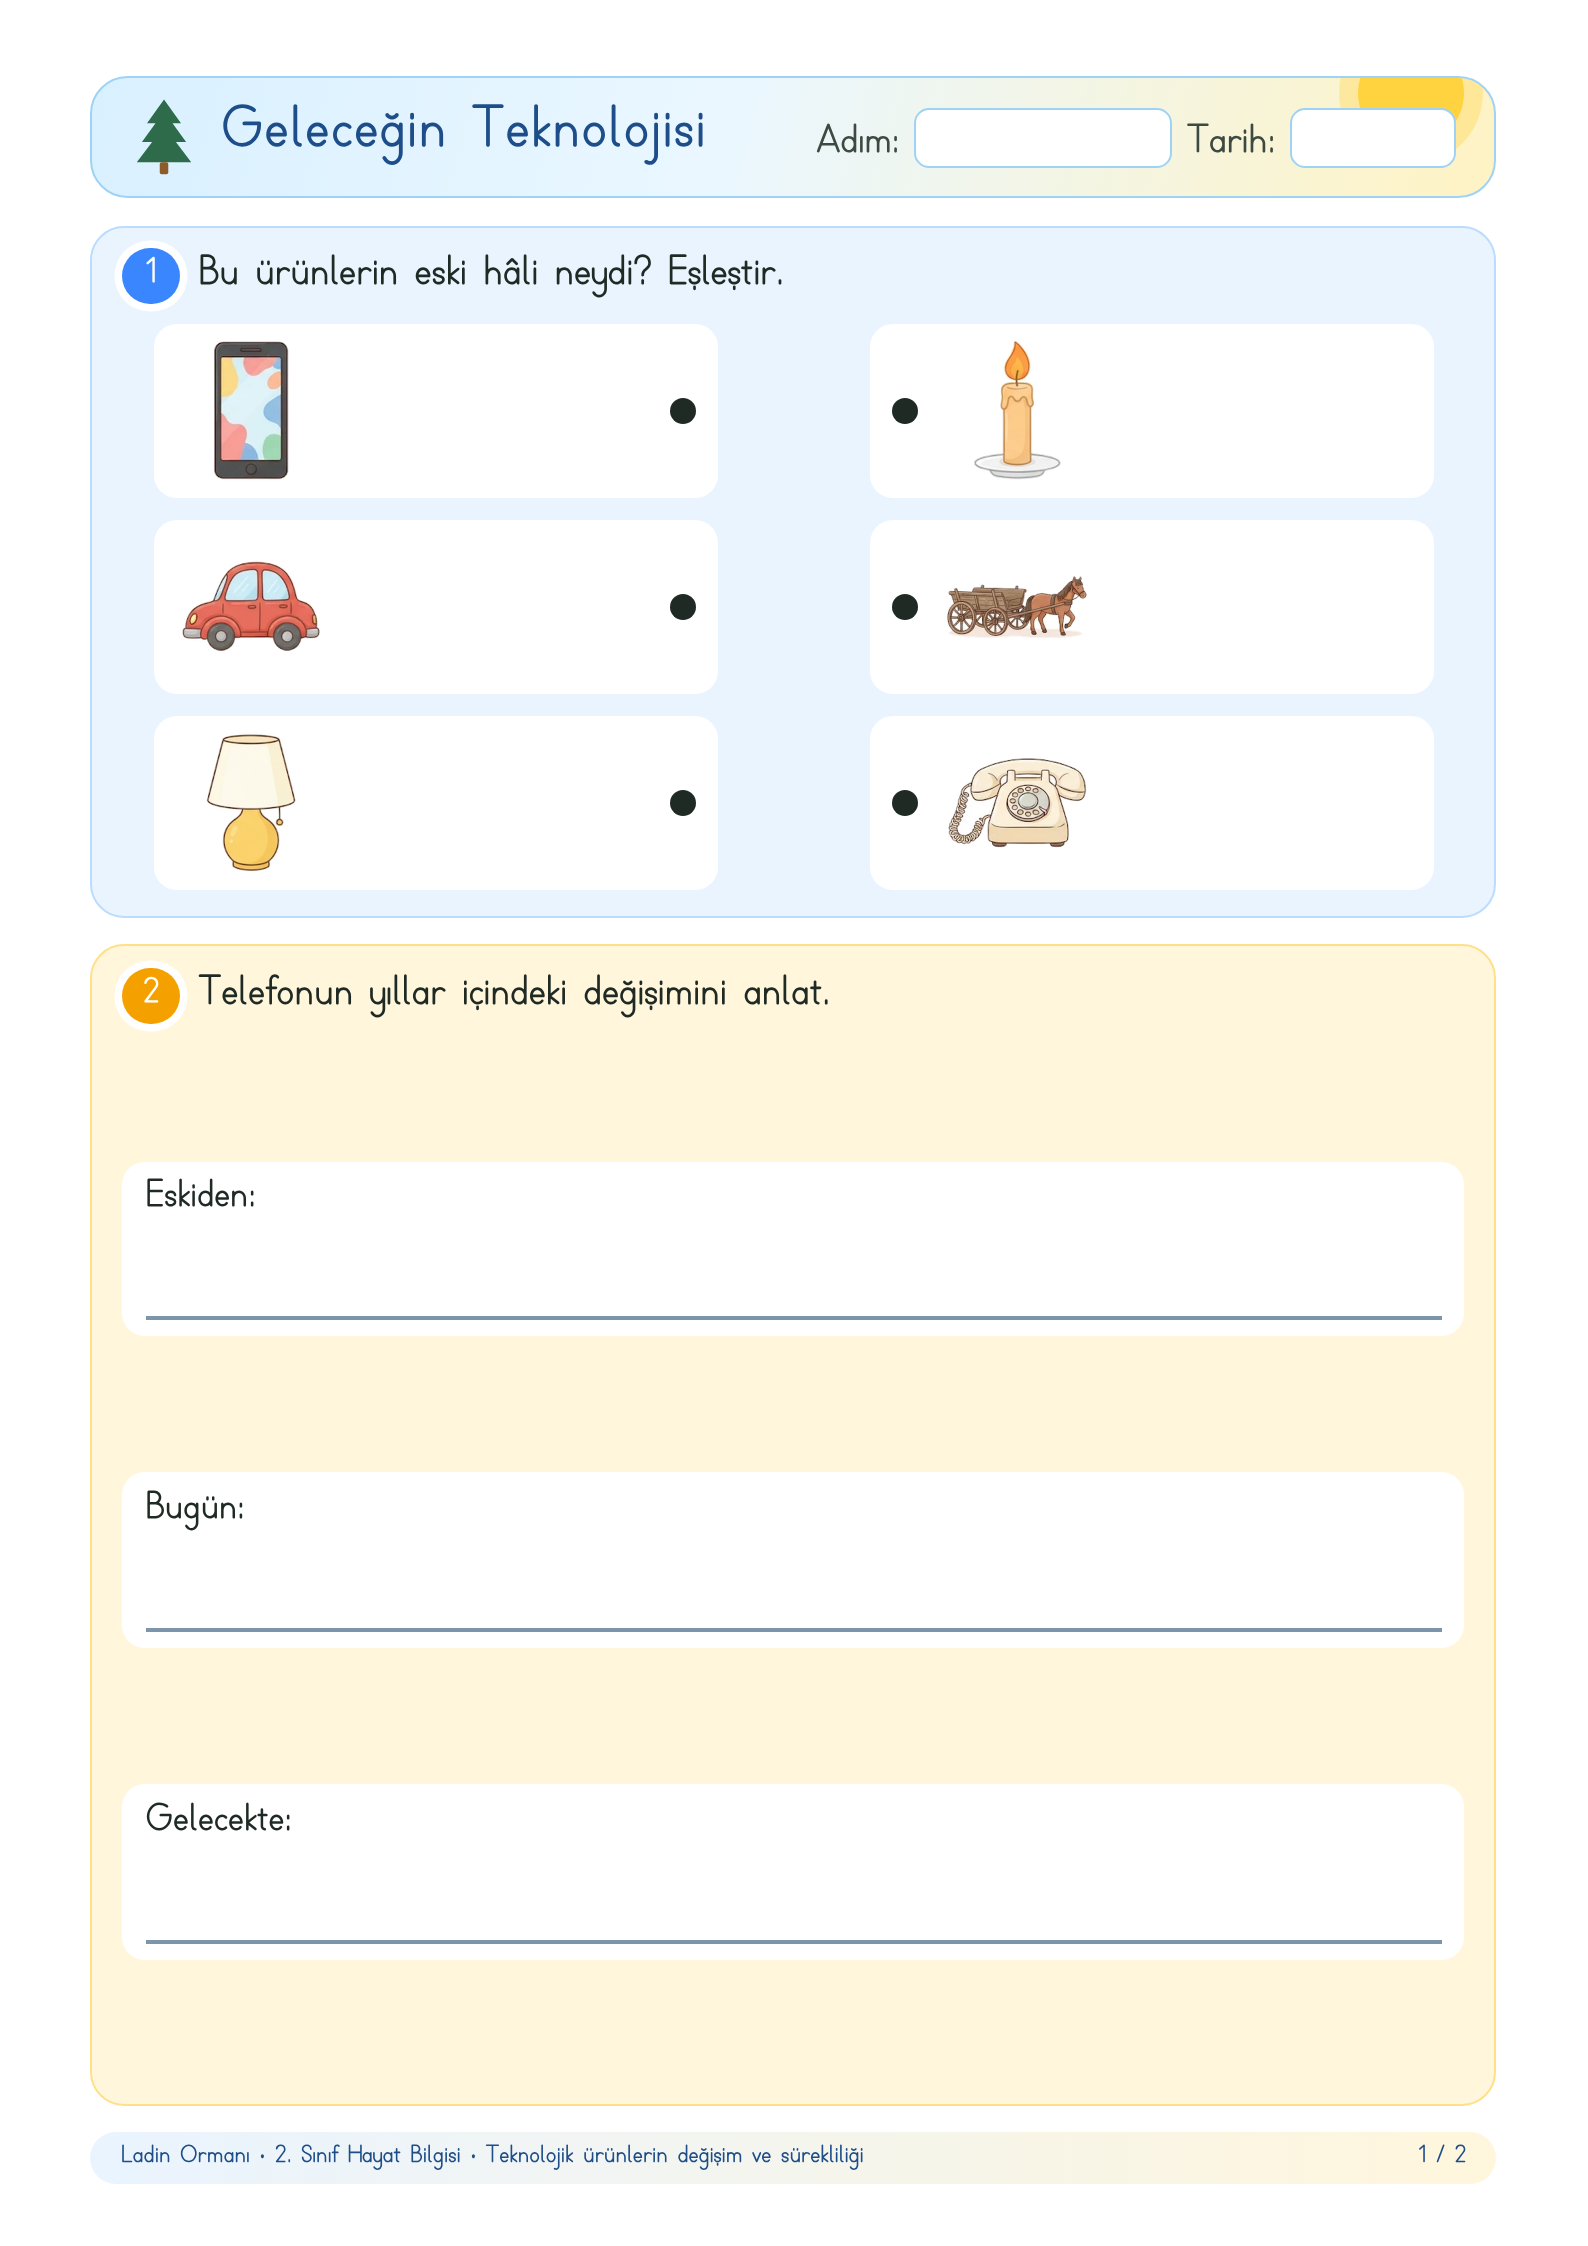 Geleceğin Teknolojisi
Adım:
Tarih:
1 Bu ürünlerin eski hâli neydi? Eşleştir.
2 Telefonun yıllar içindeki değişimini anlat.
Eskiden:
Bugün:
Gelecekte:
Ladin Ormanı • 2. Sınıf Hayat Bilgisi • Teknolojik ürünlerin değişim ve sürekliliği
1 / 2